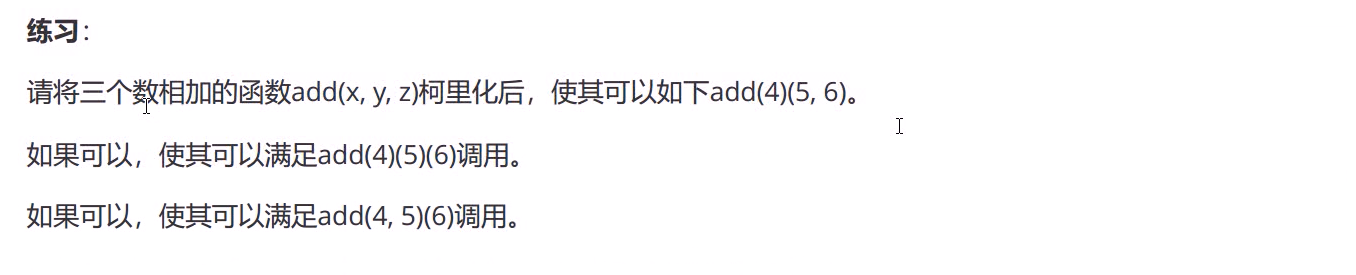 练习：
请将三个数相加的函数add(x, y, z)柯里化后，使其可以如下add(4)(5, 6)。
如果可以，使其可以满足add(4)(5)(6)调用。
如果可以，使其可以满足add(4, 5)(6)调用。